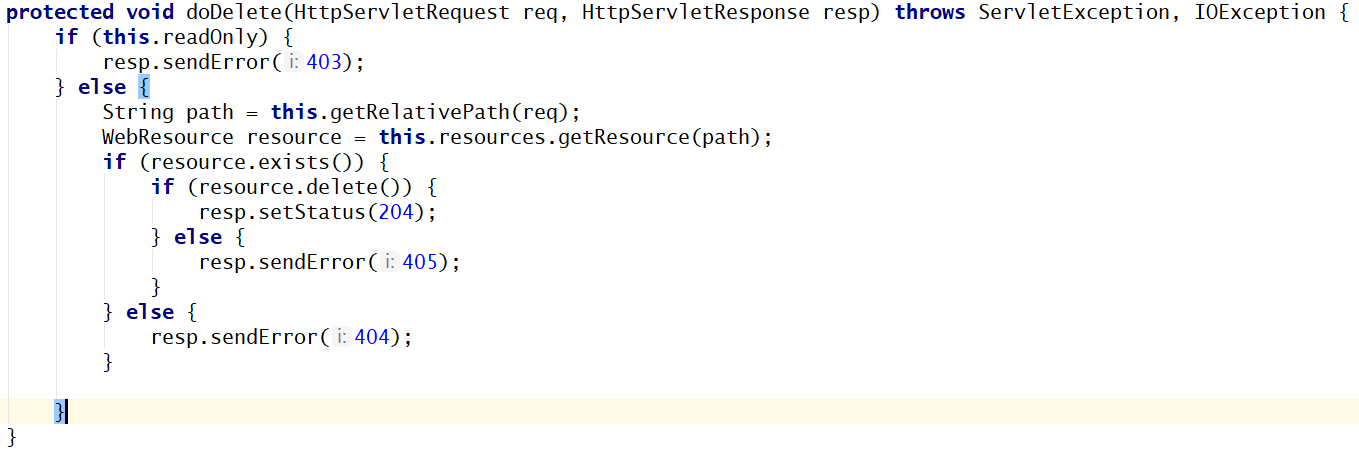 protected void doDelete(HttpServletRequest req, HttpServletResponse resp) throws ServletException, IOException {
    if (this.readOnly) {
        resp.sendError( i: 403);
    } else {
        String path = this.getRelativePath(req);
        WebResource resource = this.resources.getResource(path);
        if (resource.exists()) {
            if (resource.delete()) {
                resp.setStatus(204);
            } else {
                resp.sendError( i: 405);
            }
        } else {
            resp.sendError( i: 404);
        }

    }
}